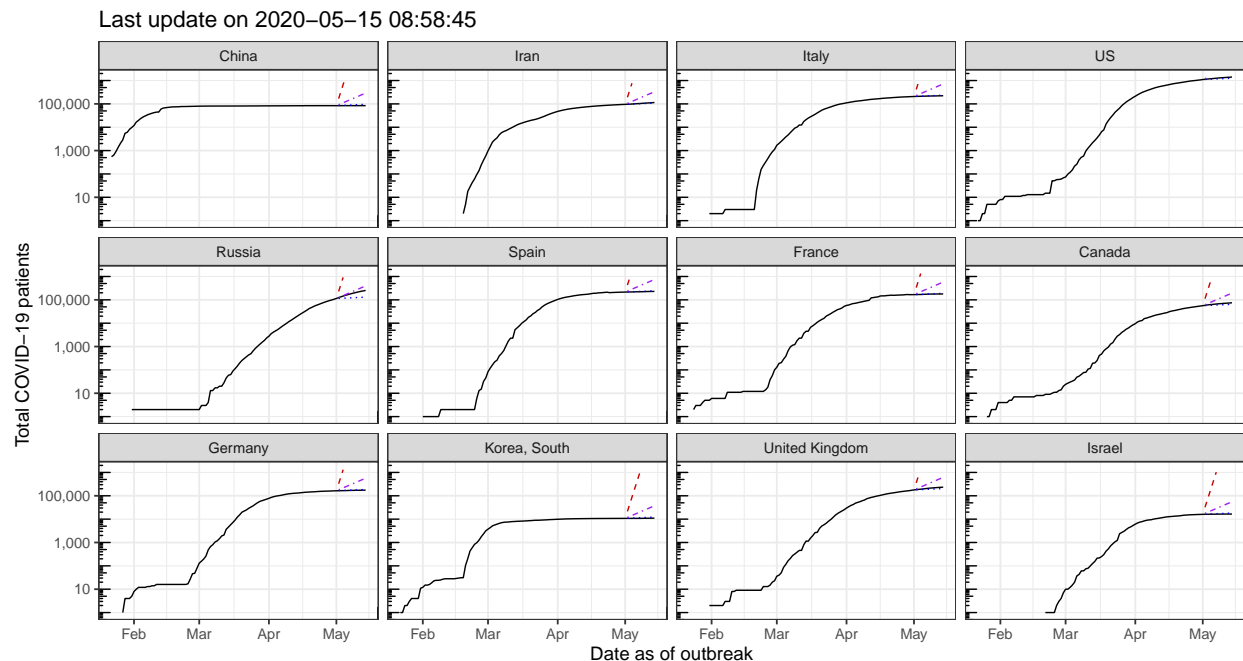 Last update on 2020−05−15 08:58:45
China Iran Italy US
100,000
1,000
10
Russia Spain France Canada
100,000
1,000
10
Germany Korea, South United Kingdom Israel
100,000
1,000
10
Feb Mar Apr May Feb Mar Apr May Feb Mar Apr May Feb Mar Apr May
Date as of outbreak
Total COVID−19 patients